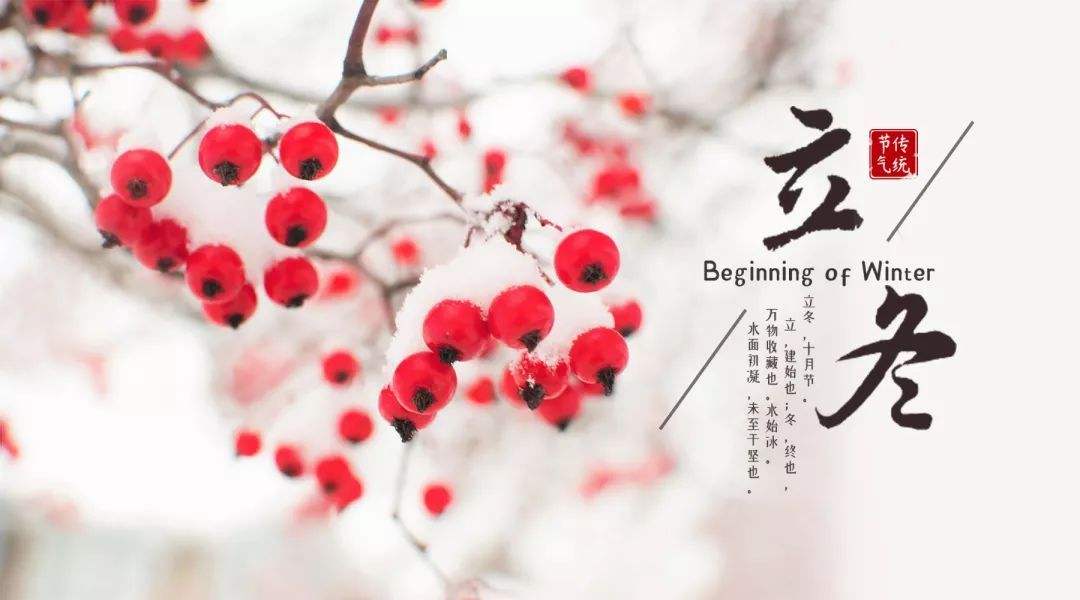 立冬
传统
节气
Beginning of Winter
立冬，十月节。
立，建始也；冬，终也，
万物收藏也。水始冰。
水面初凝，未至于坚也。